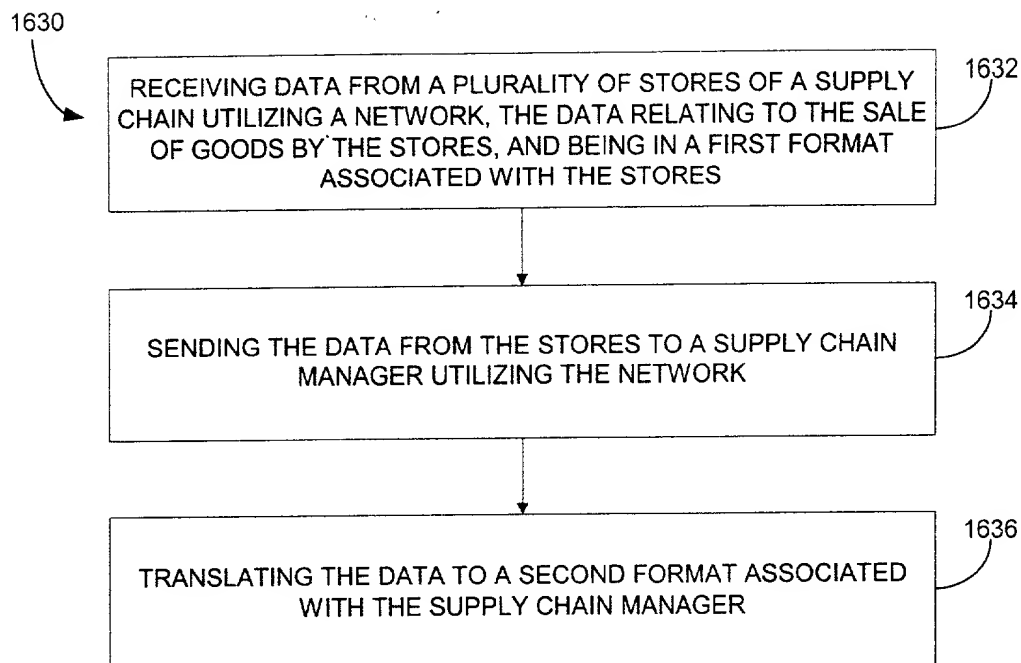 1630
RECEIVING DATA FROM A PLURALITY OF STORES OF A SUPPLY
CHAIN UTILIZING A NETWORK, THE DATA RELATING TO THE SALE
OF GOODS BY THE STORES, AND BEING IN A FIRST FORMAT
ASSOCIATED WITH THE STORES
1632
SENDING THE DATA FROM THE STORES TO A SUPPLY CHAIN
MANAGER UTILIZING THE NETWORK
1634
TRANSLATING THE DATA TO A SECOND FORMAT ASSOCIATED
WITH THE SUPPLY CHAIN MANAGER
1636